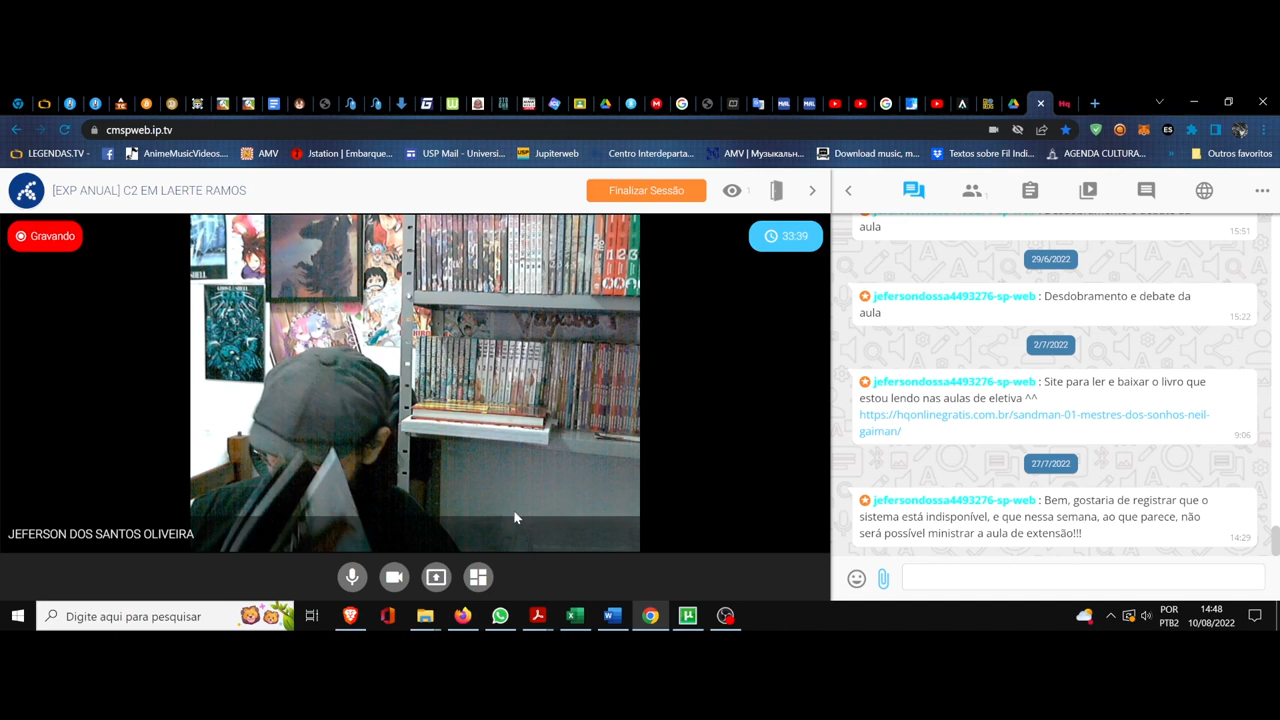 cmspweb.ip.tv
LEGENDAS.TV - AnimeMusicVideos.... AMV Jstation | Embarque... USP Mail - Universi... Jupiterweb Centro Interdeparta... AMV | Музыкальн... Download music, m... Textos sobre Fil Indi... AGENDA CULTURA... » Outros favoritos
[EXP ANUAL] C2 EM LAERTE RAMOS
Finalizar Sessão
1
1
Gravando
33:39
JEFERSON DOS SANTOS OLIVEIRA
aula
15:51
29/6/2022
jefersondossa4493276-sp-web : Desdobramento e debate da
aula
15:22
2/7/2022
jefersondossa4493276-sp-web : Site para ler e baixar o livro que
estou lendo nas aulas de eletiva ^^
https://hqonlinegratis.com.br/sandman-01-mestres-dos-sonhos-neil-
gaiman/
9:06
27/7/2022
jefersondossa4493276-sp-web : Bem, gostaria de registrar que o
sistema está indisponível, e que nessa semana, ao que parece, não
será possível ministrar a aula de extensão!!!
14:29
Digite aqui para pesquisar
POR
PTB2
14:48
10/08/2022